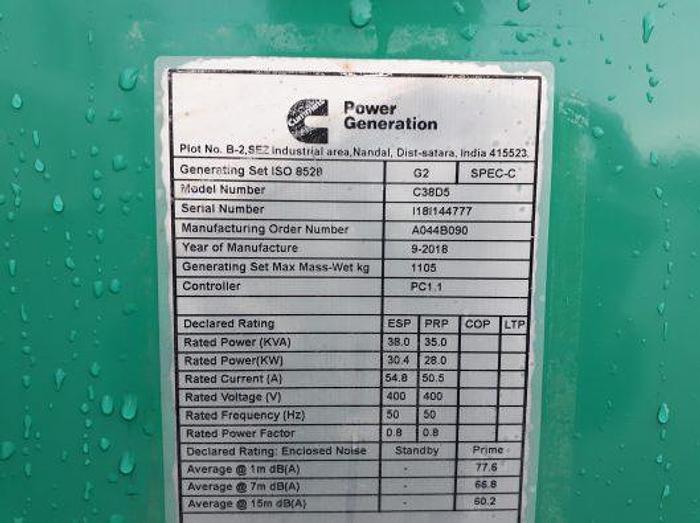 Cummins
Power
Generation
Plot No. B-2,SEZ industrial area,Nandal, Dist-satara, India 415523.
Generating Set ISO 8528 G2 SPEC-C
Model Number C38D5
Serial Number I18I144777
Manufacturing Order Number A044B090
Year of Manufacture 9-2018
Generating Set Max Mass-Wet kg 1105
Controller PC1.1
Declared Rating ESP PRP COP LTP
Rated Power (KVA) 38.0 35.0
Rated Power(KW) 30.4 28.0
Rated Current (A) 54.8 50.5
Rated Voltage (V) 400 400
Rated Frequency (Hz) 50 50
Rated Power Factor 0.8 0.8
Declared Rating: Enclosed Noise Standby Prime
Average @ 1m dB(A) - 77.6
Average @ 7m dB(A) - 66.8
Average @ 15m dB(A) - 60.2